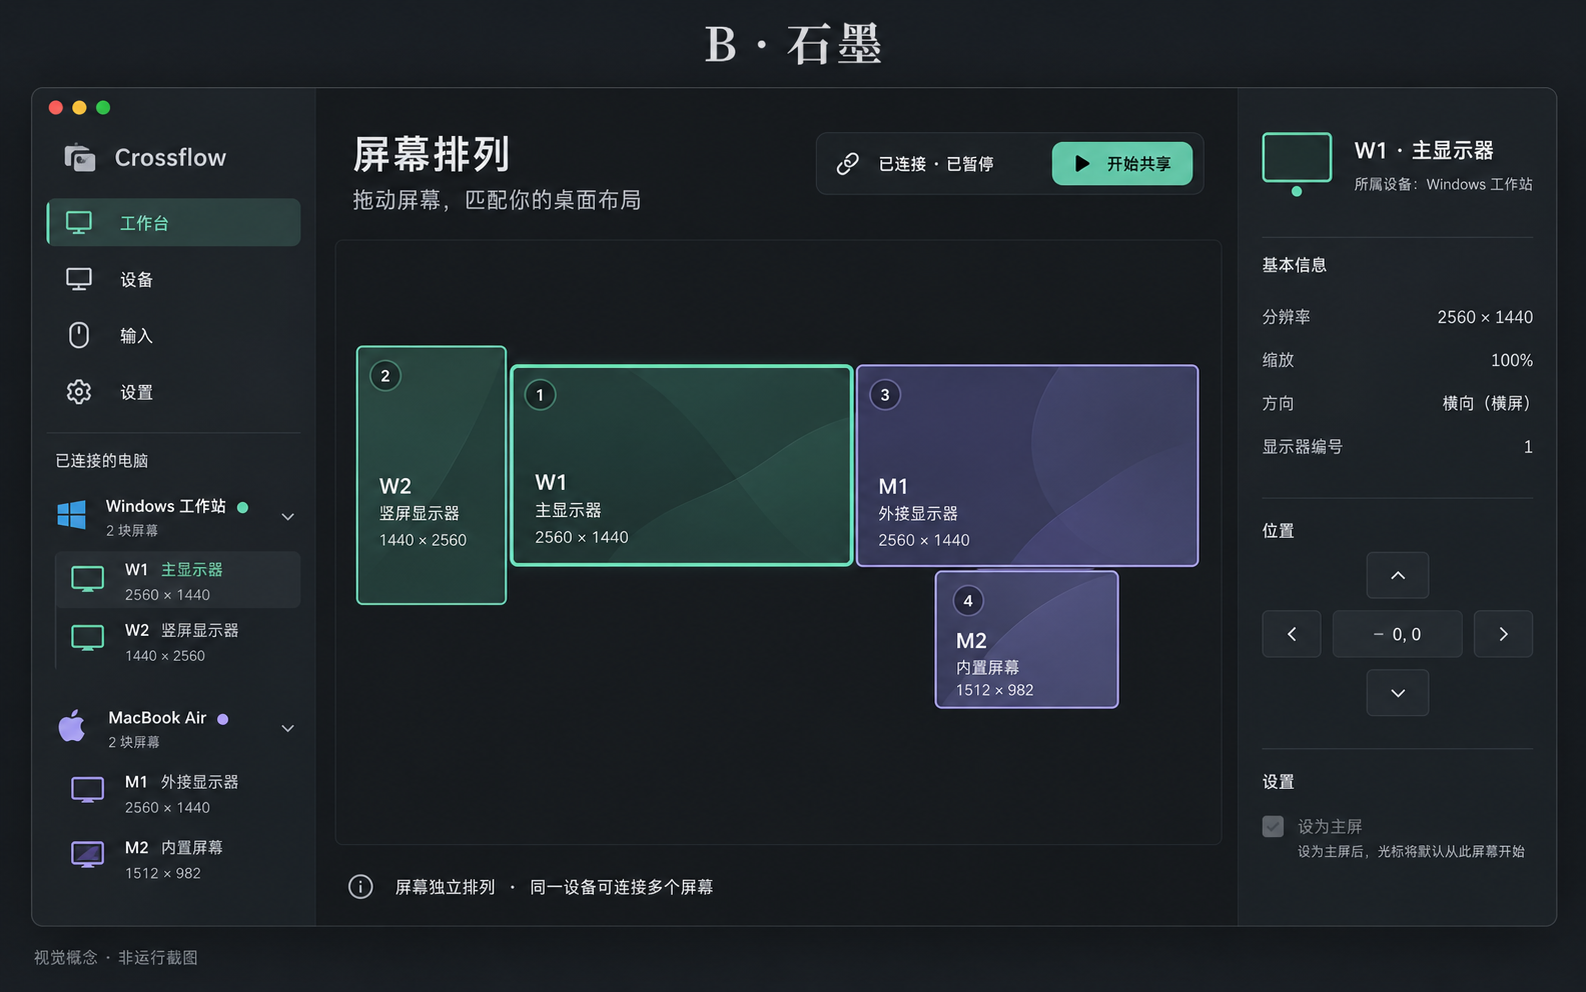 B · 石墨
Crossflow
工作台
设备
输入
设置
已连接的电脑
Windows 工作站
2 块屏幕
W1 主显示器
2560 × 1440
W2 竖屏显示器
1440 × 2560
MacBook Air
2 块屏幕
M1 外接显示器
2560 × 1440
M2 内置屏幕
1512 × 982
屏幕排列
拖动屏幕，匹配你的桌面布局
已连接 · 已暂停
开始共享
2
W2
竖屏显示器
1440 × 2560
1
W1
主显示器
2560 × 1440
3
M1
外接显示器
2560 × 1440
4
M2
内置屏幕
1512 × 982
屏幕独立排列 · 同一设备可连接多个屏幕
W1 · 主显示器
所属设备：Windows 工作站
基本信息
分辨率 2560 × 1440
缩放 100%
方向 横向（横屏）
显示器编号 1
位置
− 0, 0
设置
设为主屏
设为主屏后，光标将默认从此屏幕开始
视觉概念 · 非运行截图